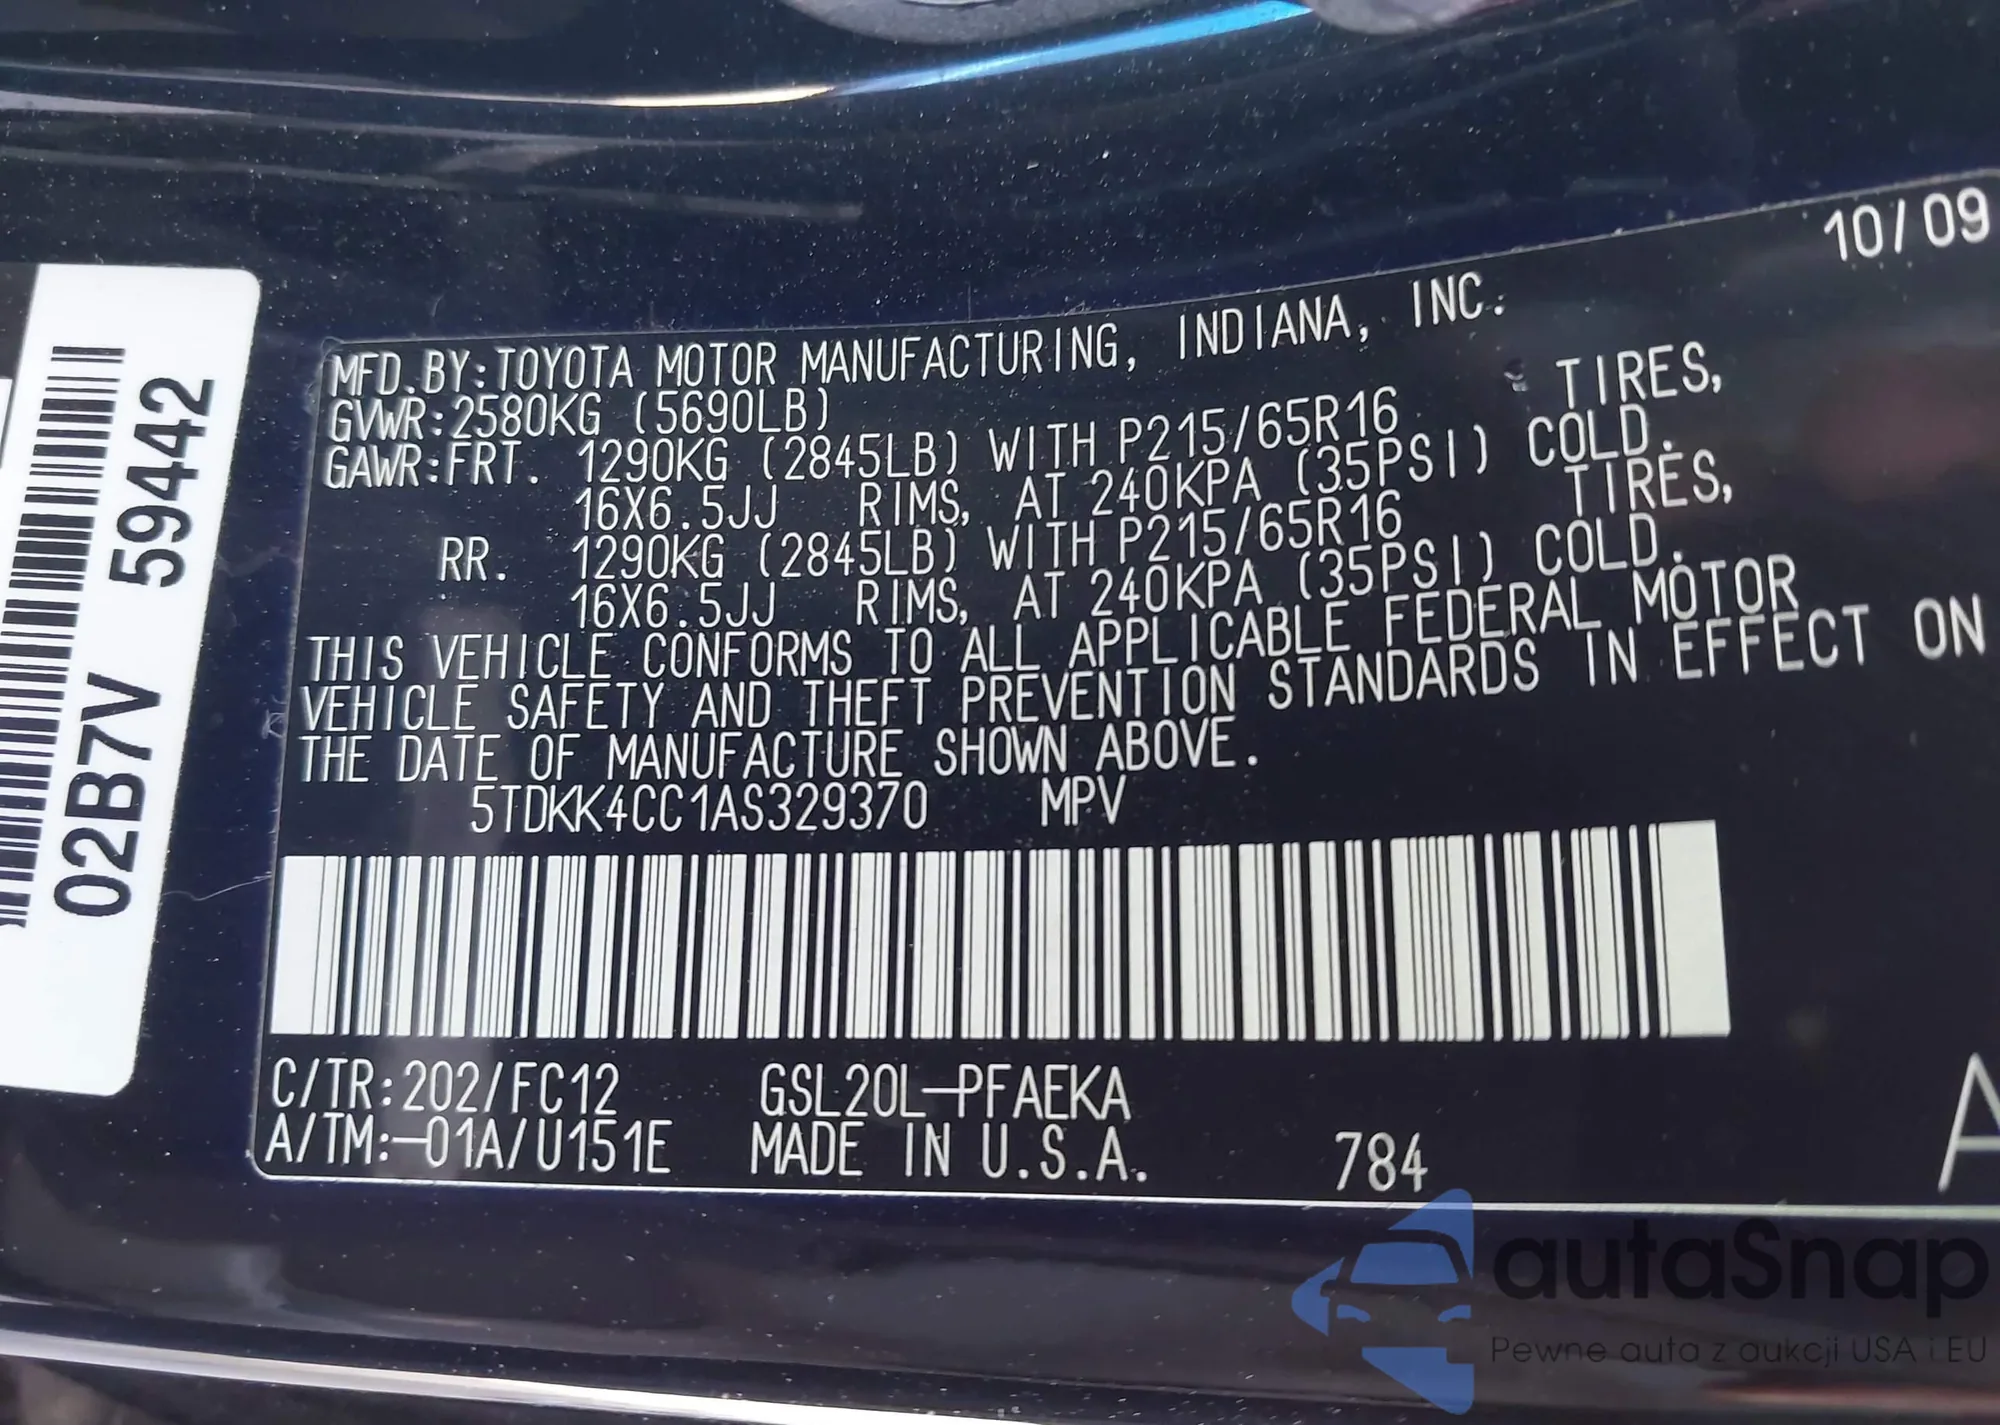 10/09
MFD.BY:TOYOTA MOTOR MANUFACTURING, INDIANA, INC.
GVWR:2580KG (5690LB)
GAWR:FRT. 1290KG (2845LB) WITH P215/65R16 TIRES,
16X6.5JJ RIMS, AT 240KPA (35PSI) COLD.
RR. 1290KG (2845LB) WITH P215/65R16 TIRES,
16X6.5JJ RIMS, AT 240KPA (35PSI) COLD.
THIS VEHICLE CONFORMS TO ALL APPLICABLE FEDERAL MOTOR
VEHICLE SAFETY AND THEFT PREVENTION STANDARDS IN EFFECT ON
THE DATE OF MANUFACTURE SHOWN ABOVE.
5TDKK4CC1AS329370 MPV
C/TR:202/FC12 GSL20L-PFAEKA
A/TM:-01A/U151E MADE IN U.S.A. 784
A
02B7V 59442
autaSnap
Pewne auta z aukcji USA i EU